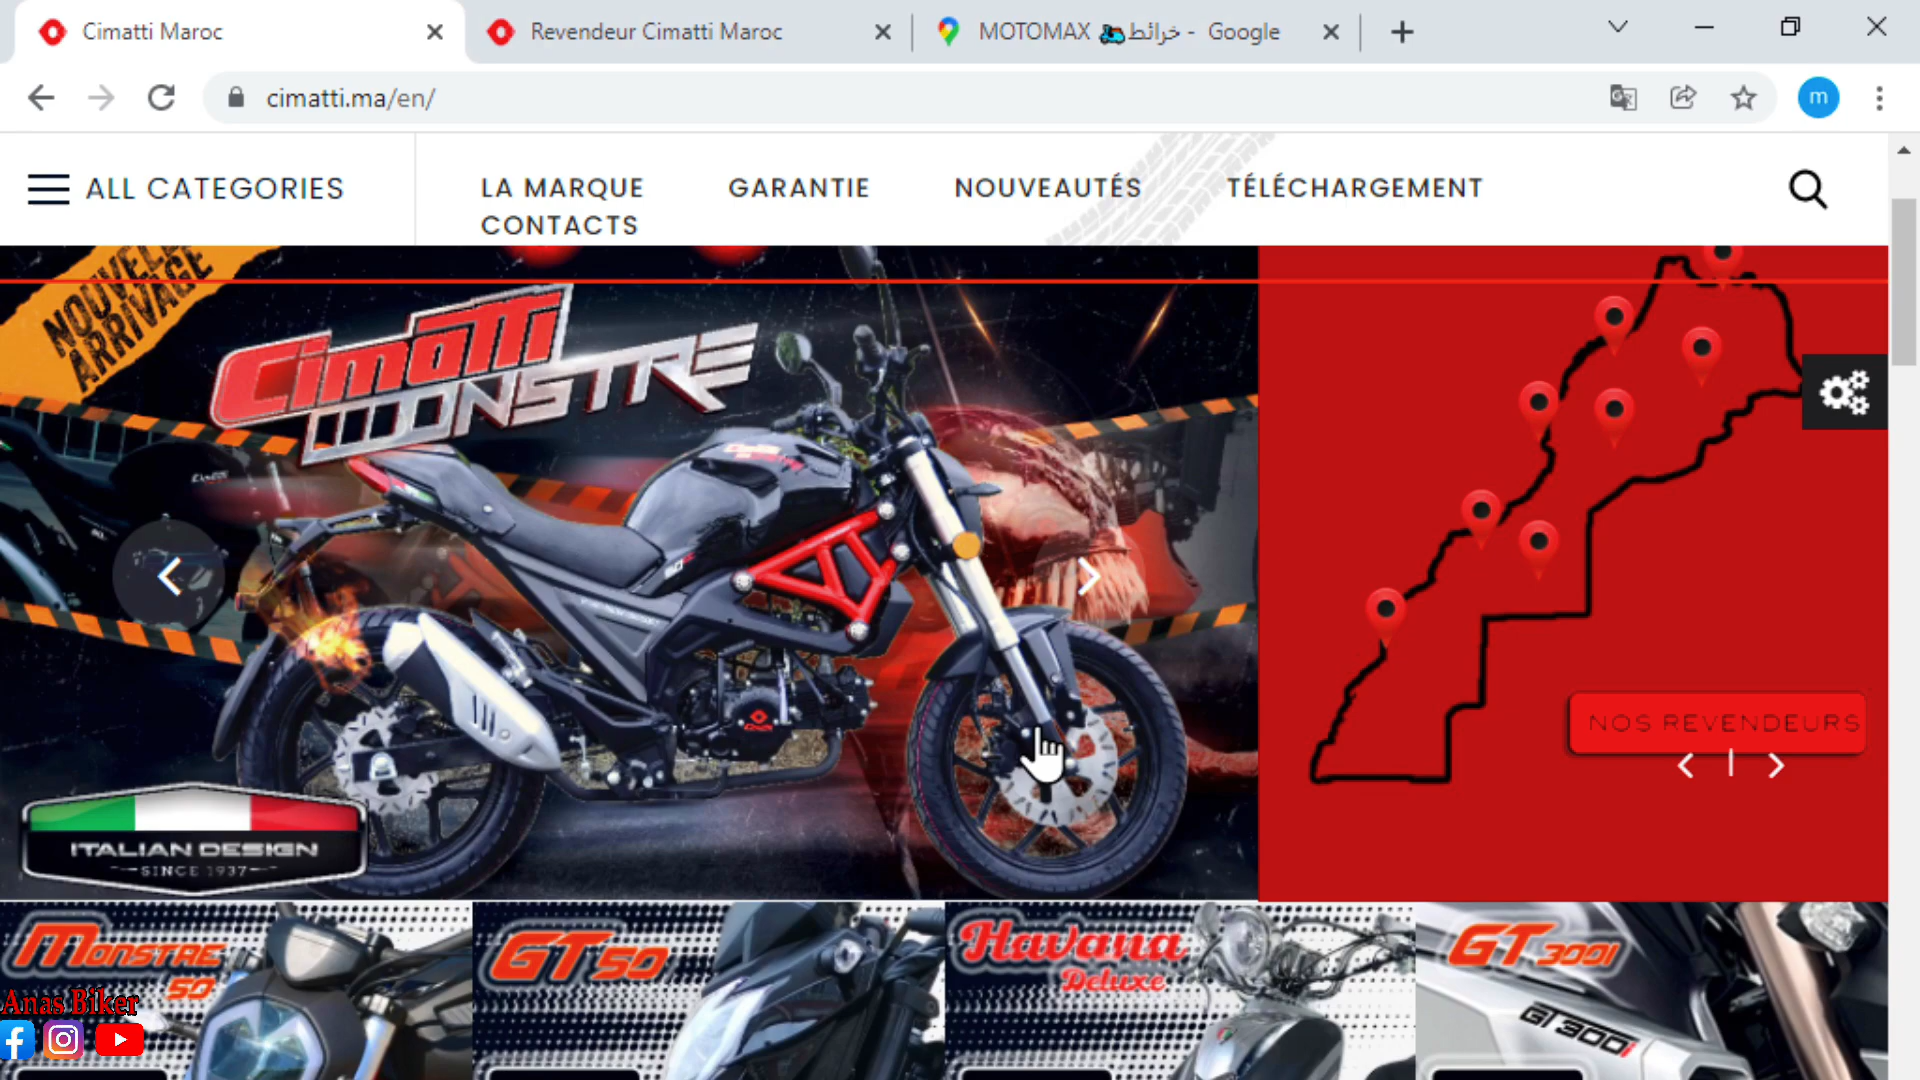 Cimatti Maroc
Revendeur Cimatti Maroc
MOTOMAX 🛵 خرائط - Google
cimatti.ma/en/
m
ALL CATEGORIES
LA MARQUE
GARANTIE
NOUVEAUTÉS
TÉLÉCHARGEMENT
CONTACTS
NOUVELLE
ARRIVAGE
Cimatti
MONSTRE
NOS REVENDEURS
ITALIAN DESIGN
SINCE 1937
MONSTRE
50
GT 50
Havana
Deluxe
GT 300I
GT 300i
Anas Biker